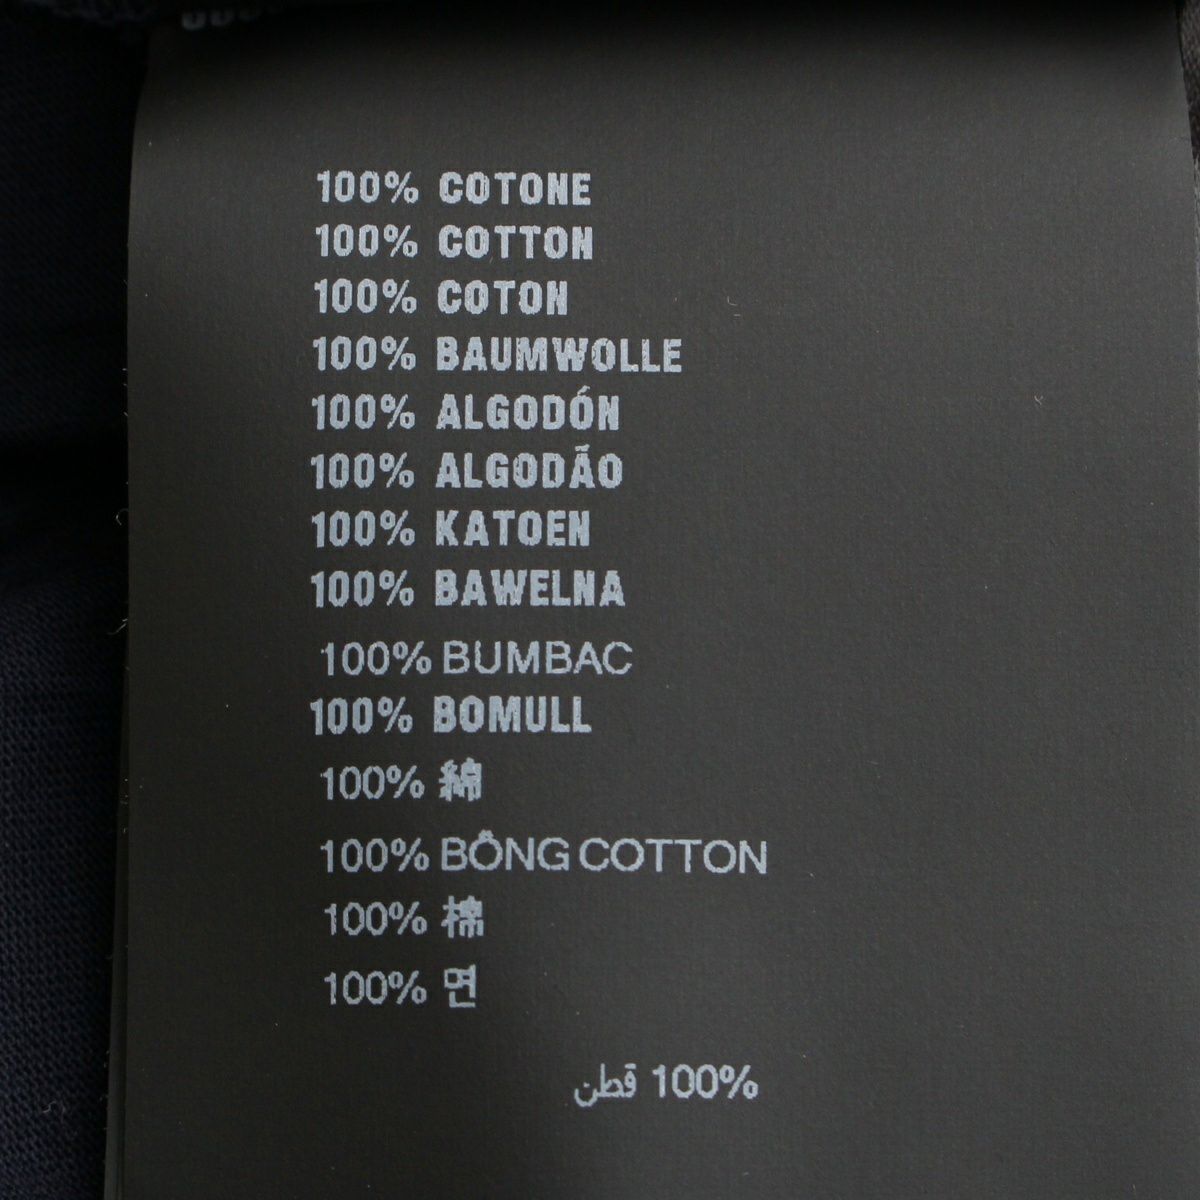 100% COTONE
100% COTTON
100% COTON
100% BAUMWOLLE
100% ALGODÓN
100% ALGODÃO
100% KATOEN
100% BAWELNA
100% BUMBAC
100% BOMULL
100% 綿
100% BÔNG COTTON
100% 棉
100% 면
100% قطن